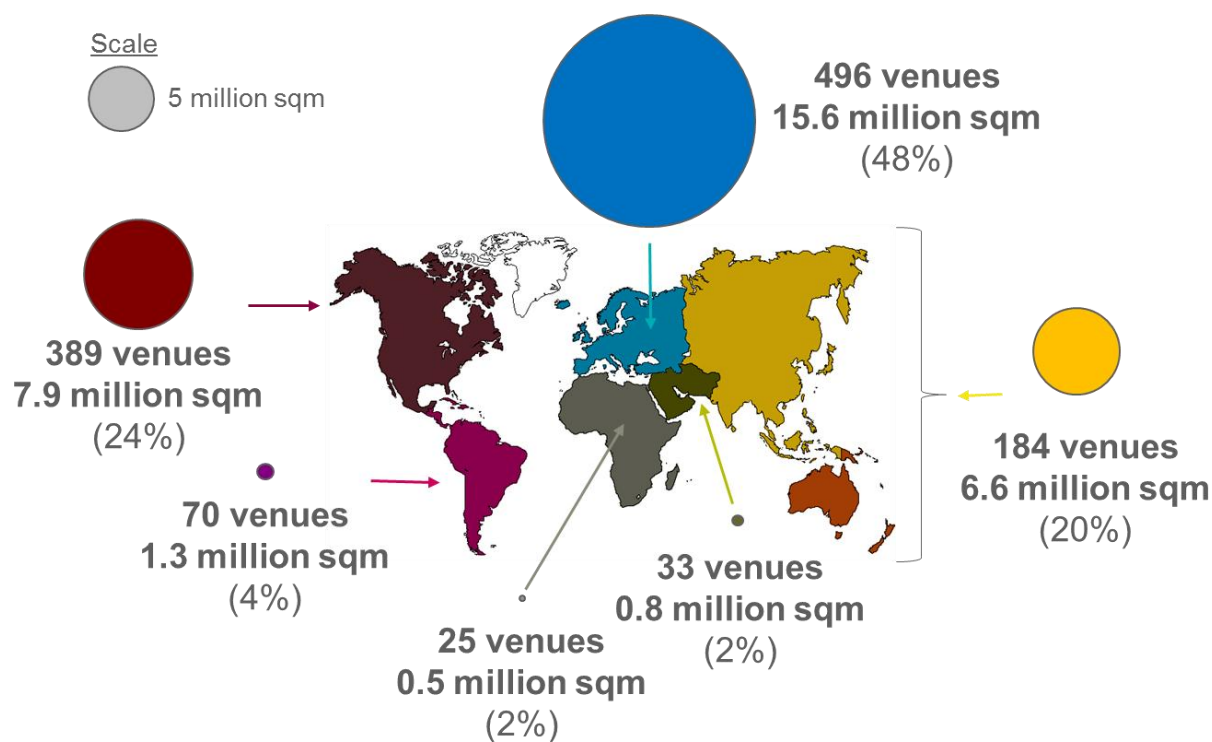 Scale
5 million sqm
496 venues
15.6 million sqm
(48%)
389 venues
7.9 million sqm
(24%)
184 venues
6.6 million sqm
(20%)
70 venues
1.3 million sqm
(4%)
33 venues
0.8 million sqm
(2%)
25 venues
0.5 million sqm
(2%)